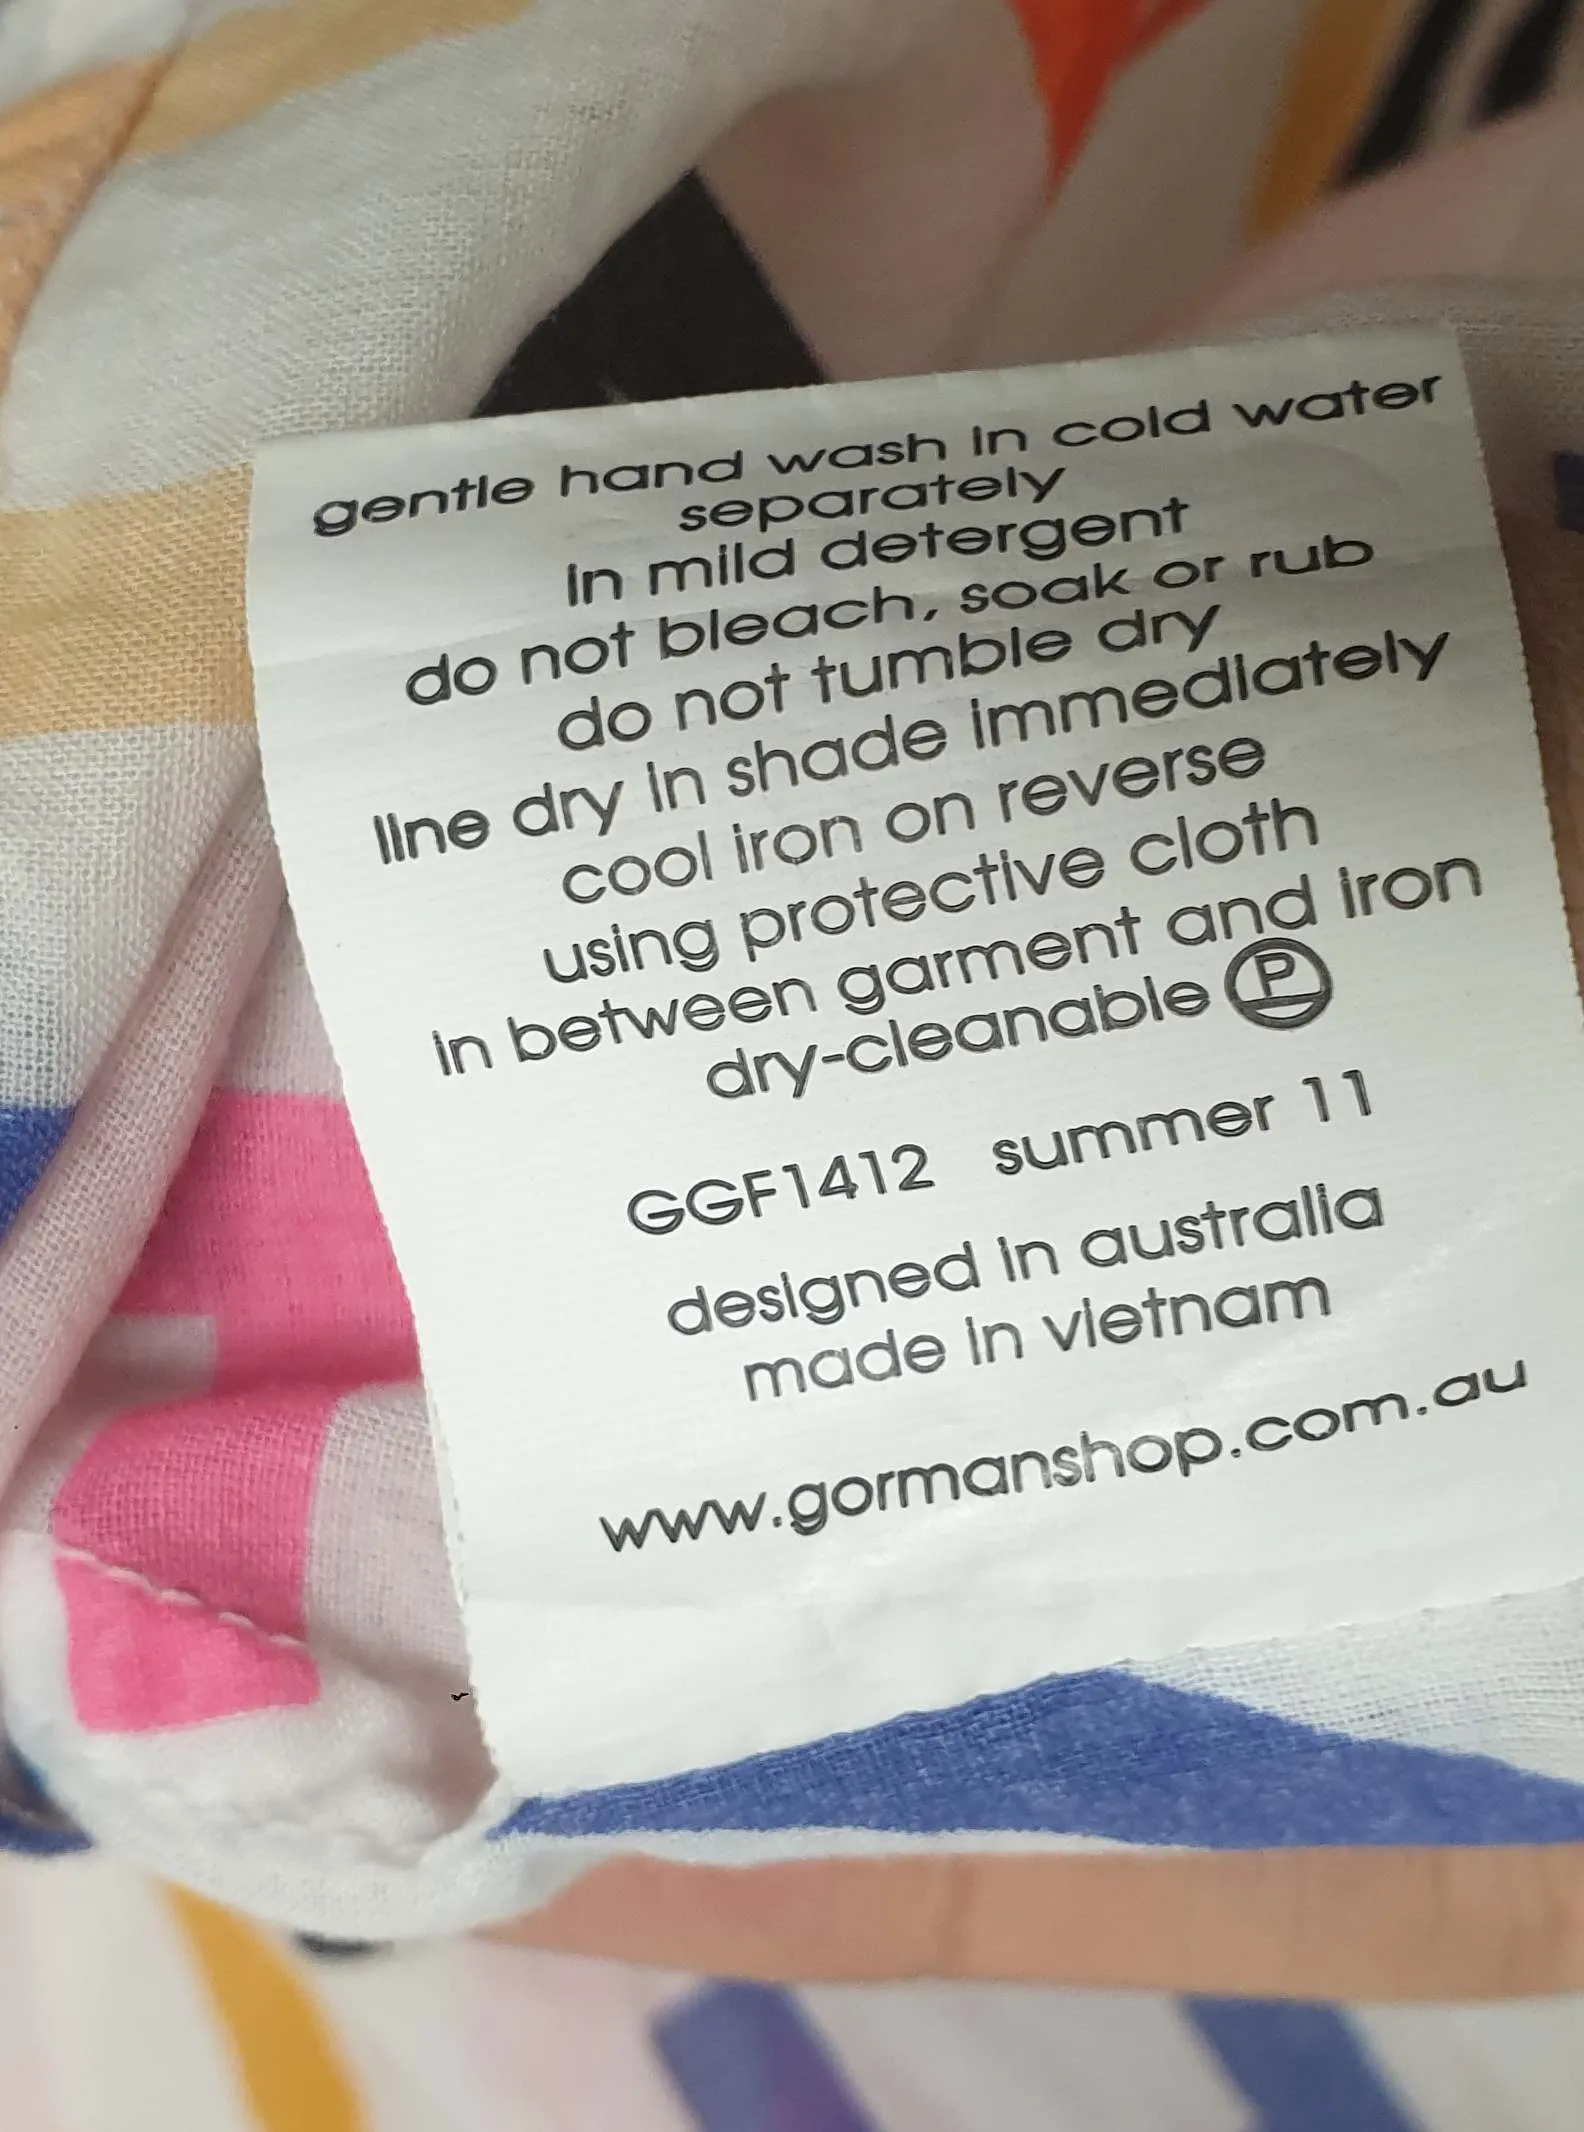 gentle hand wash in cold water
separately
in mild detergent
do not bleach, soak or rub
do not tumble dry
line dry in shade immediately
cool iron on reverse
using protective cloth
in between garment and iron
dry-cleanable P
GGF1412 summer 11
designed in australia
made in vietnam
www.gormanshop.com.au